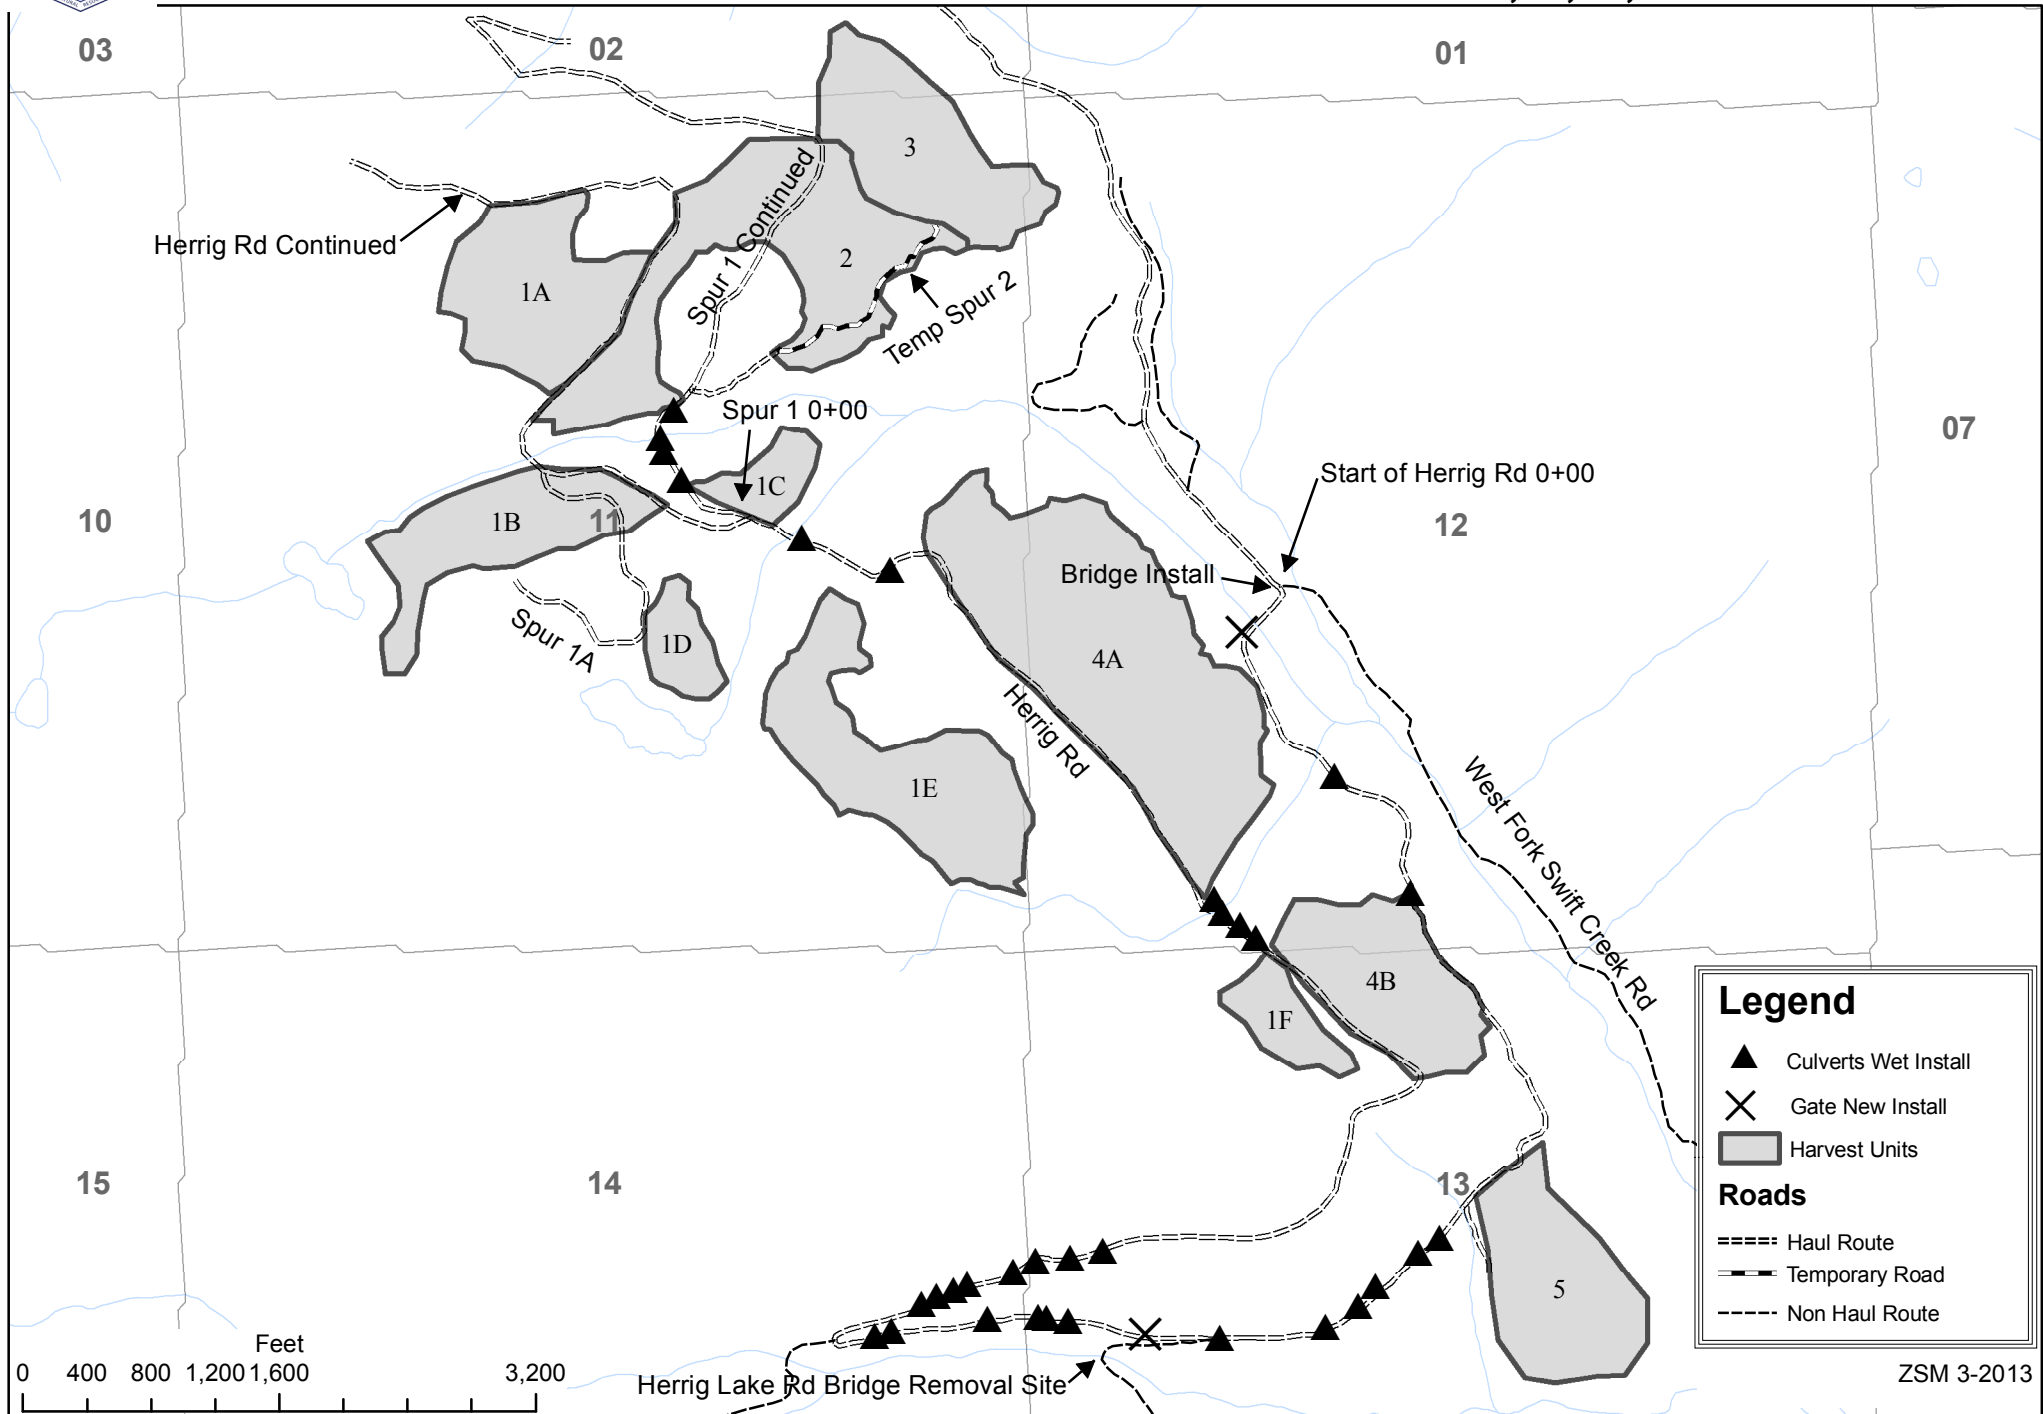 03
02
01
3
Spur 1 Continued
Herrig Rd Continued
1A
2
Temp Spur 2
Spur 1 0+00
07
Start of Herrig Rd 0+00
1C
10
1B
11
12
Bridge Install
Spur 1A
1D
4A
Herrig Rd
1E
West Fork Swift Creek Rd
4B
1F
Legend
Culverts Wet Install
Gate New Install
Harvest Units
Roads
Haul Route
Temporary Road
Non Haul Route
15
14
13
5
Feet
0 400 800 1,200 1,600 3,200
Herrig Lake Rd Bridge Removal Site
ZSM 3-2013